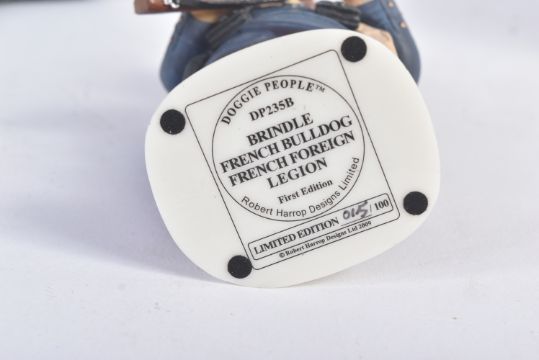 DOGGIE PEOPLE™
DP235B
BRINDLE
FRENCH BULLDOG
FRENCH FOREIGN
LEGION
First Edition
Robert Harrop Designs Limited
LIMITED EDITION 015/100
© Robert Harrop Designs Ltd 2009